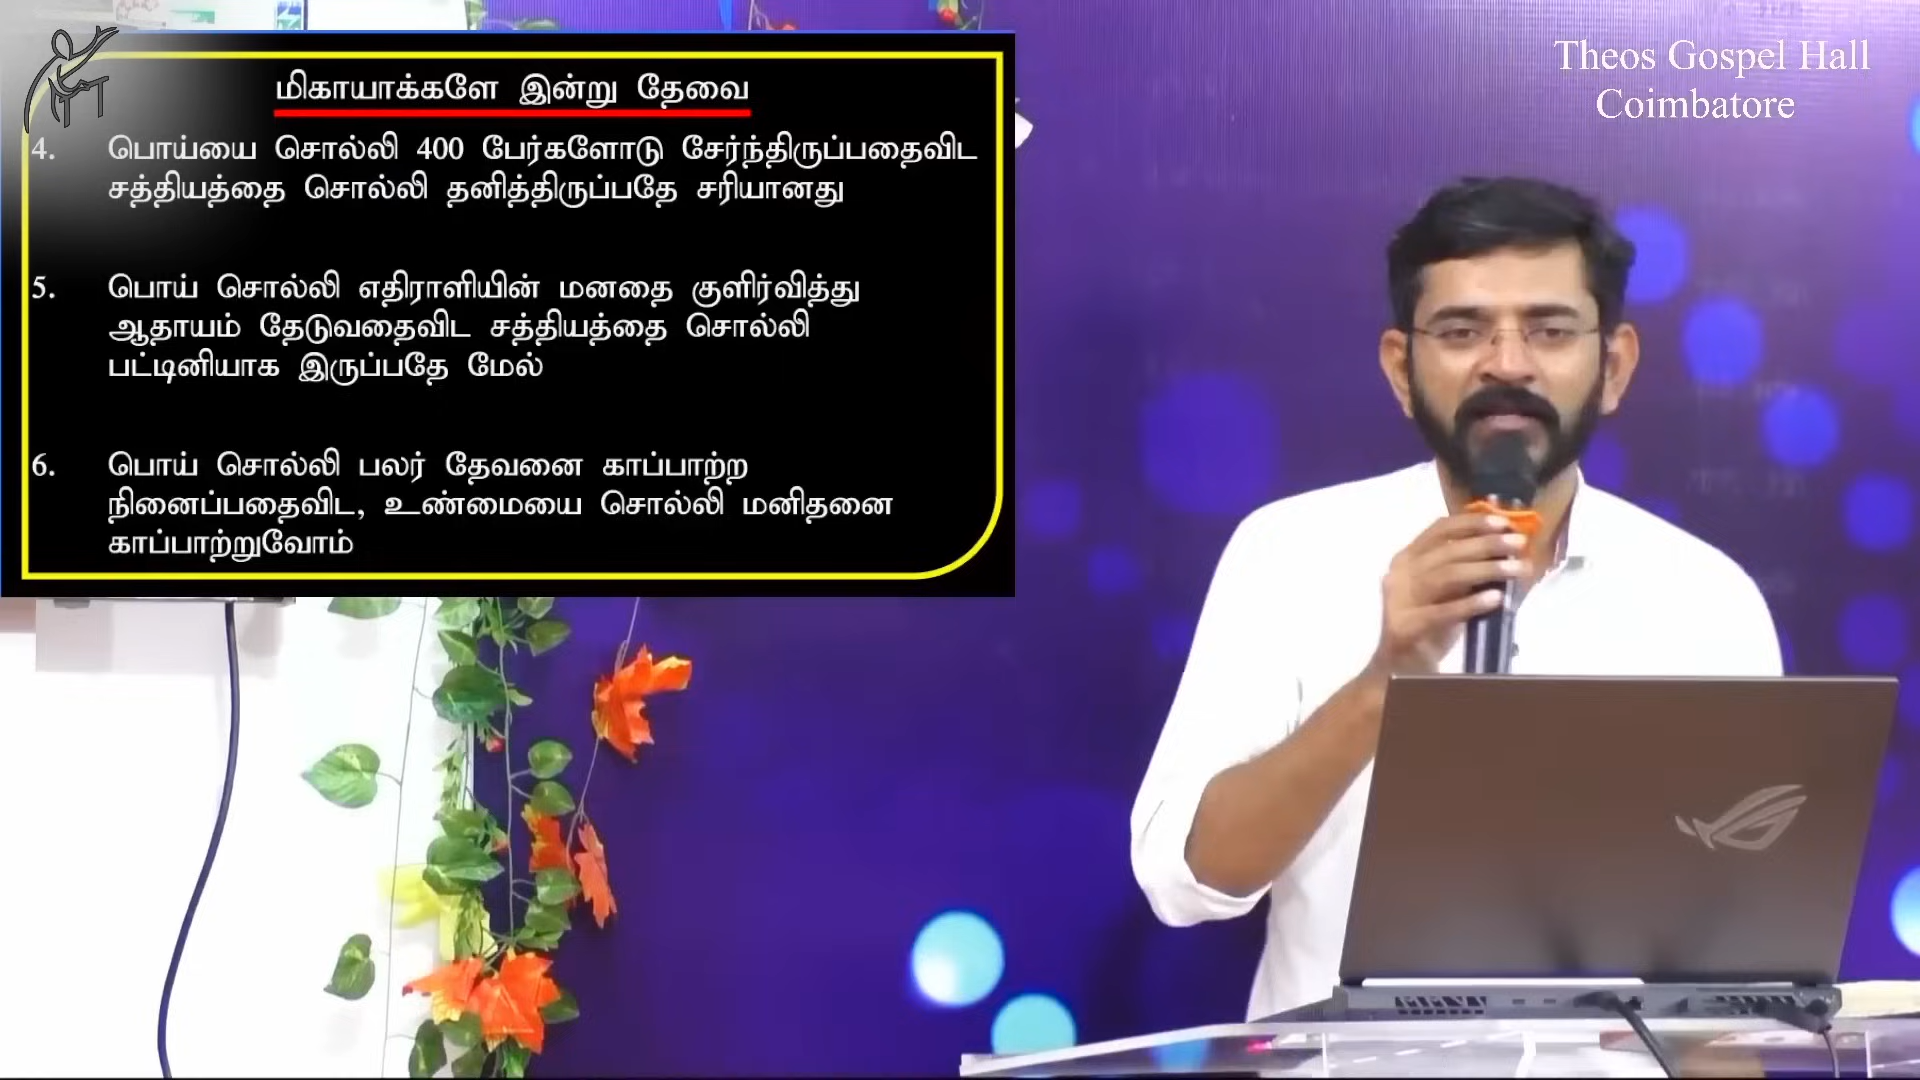 மிகாயாக்களே இன்று தேவை
4. பொய்யை சொல்லி 400 பேர்களோடு சேர்ந்திருப்பதைவிட
சத்தியத்தை சொல்லி தனித்திருப்பதே சரியானது
5. பொய் சொல்லி எதிராளியின் மனதை குளிர்வித்து
ஆதாயம் தேடுவதைவிட சத்தியத்தை சொல்லி
பட்டினியாக இருப்பதே மேல்
6. பொய் சொல்லி பலர் தேவனை காப்பாற்ற
நினைப்பதைவிட, உண்மையை சொல்லி மனிதனை
காப்பாற்றுவோம்
Theos Gospel Hall
Coimbatore